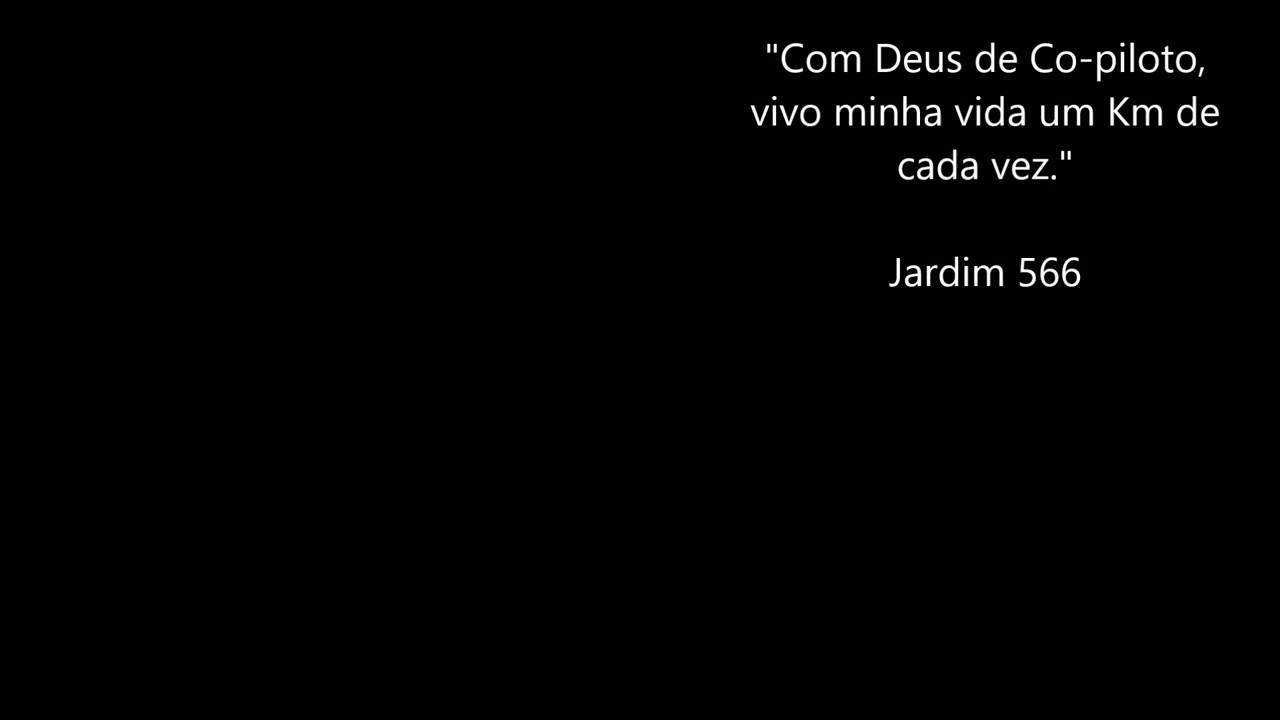 "Com Deus de Co-piloto,
vivo minha vida um Km de
cada vez."
Jardim 566